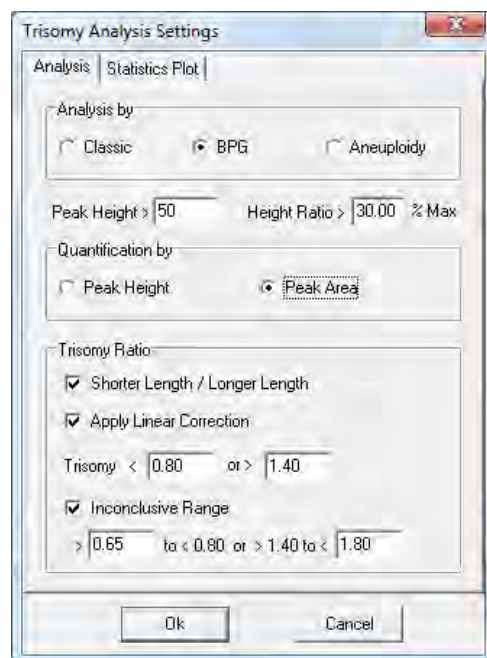 Trisomy Analysis Settings
Analysis Statistics Plot
Analysis by
Classic BPG Aneuploidy
Peak Height > 50 Height Ratio > 30.00 % Max
Quantification by
Peak Height Peak Area
Trisomy Ratio
Shorter Length / Longer Length
Apply Linear Correction
Trisomy < 0.80 or > 1.40
Inconclusive Range
> 0.65 to < 0.80 or > 1.40 to < 1.80
Ok Cancel